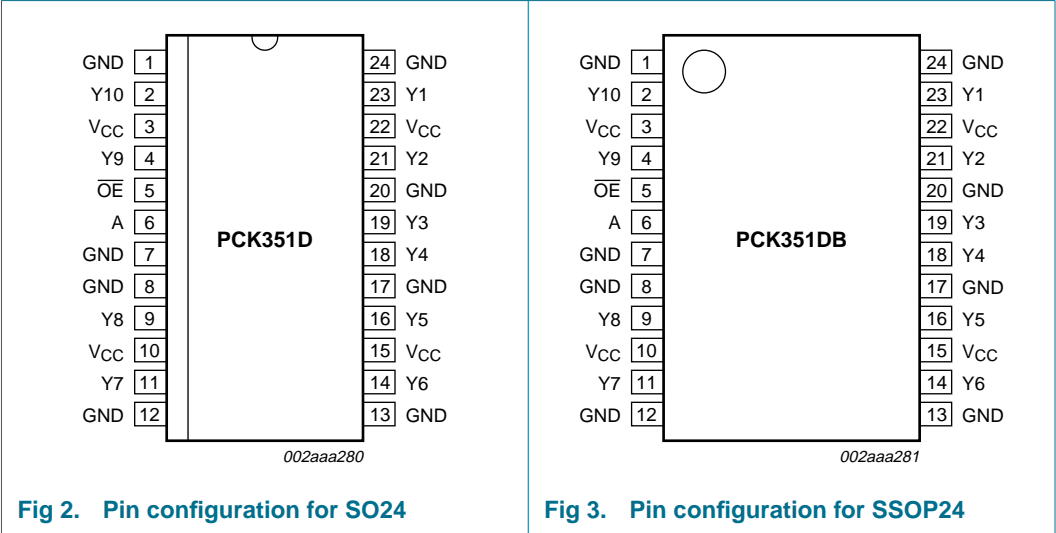 GND 1
Y10 2
VCC 3
Y9 4
O̅E̅ 5
A 6
GND 7
GND 8
Y8 9
VCC 10
Y7 11
GND 12
PCK351D
24 GND
23 Y1
22 VCC
21 Y2
20 GND
19 Y3
18 Y4
17 GND
16 Y5
15 VCC
14 Y6
13 GND
002aaa280
Fig 2. Pin configuration for SO24
GND 1
Y10 2
VCC 3
Y9 4
O̅E̅ 5
A 6
GND 7
GND 8
Y8 9
VCC 10
Y7 11
GND 12
PCK351DB
24 GND
23 Y1
22 VCC
21 Y2
20 GND
19 Y3
18 Y4
17 GND
16 Y5
15 VCC
14 Y6
13 GND
002aaa281
Fig 3. Pin configuration for SSOP24